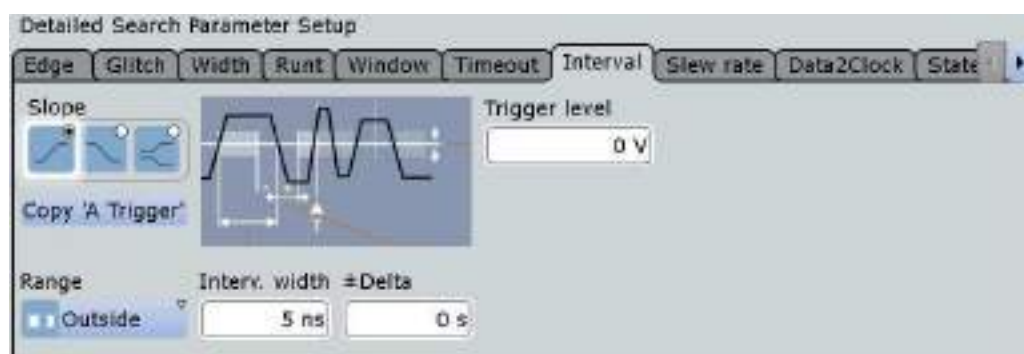 Detailed Search Parameter Setup
Edge Glitch Width Runt Window Timeout Interval Slew rate Data2Clock State
Slope
Trigger level
0 V
Copy 'A Trigger'
Range
Interv. width ±Delta
Outside 5 ns 0 s